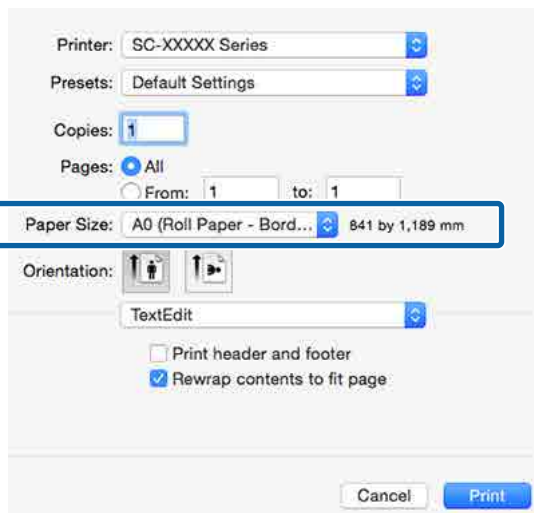 Printer: SC-XXXXX Series
Presets: Default Settings
Copies: 1
Pages: All
From: 1 to: 1
Paper Size: A0 (Roll Paper - Bord... 841 by 1,189 mm
Orientation:
TextEdit
Print header and footer
Rewrap contents to fit page
Cancel Print